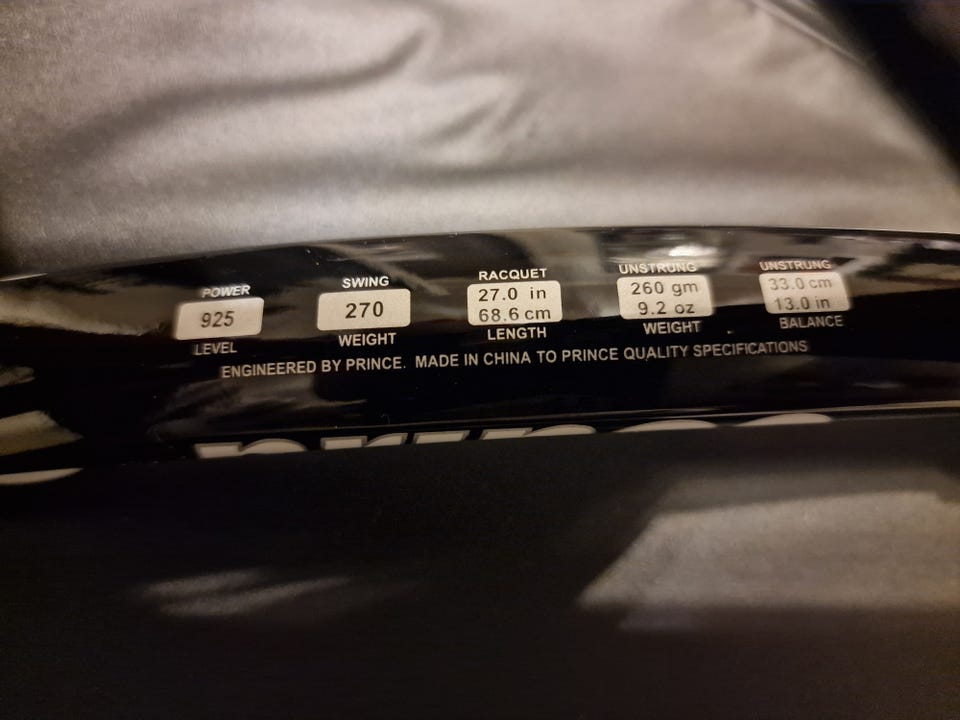 POWER
925
LEVEL
SWING
270
WEIGHT
RACQUET
27.0 in
68.6 cm
LENGTH
UNSTRUNG
260 gm
9.2 oz
WEIGHT
UNSTRUNG
33.0 cm
13.0 in
BALANCE
ENGINEERED BY PRINCE. MADE IN CHINA TO PRINCE QUALITY SPECIFICATIONS